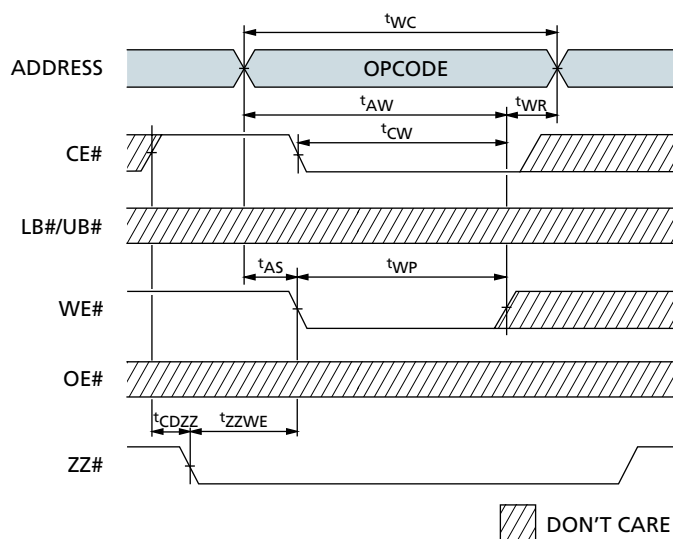 tWC
ADDRESS
OPCODE
tAW
tWR
CE#
tCW
LB#/UB#
tAS
tWP
WE#
OE#
tCDZZ
tZZWE
ZZ#
DON'T CARE